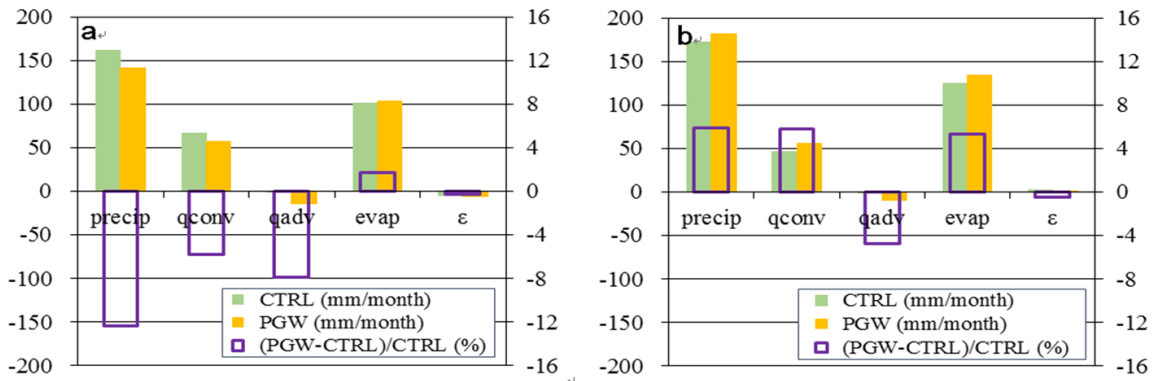 a↵
200 16
150 12
100 8
50 4
0 0
precip qconv qadv evap ε
-50 -4
-100 -8
-150 -12
-200 -16
CTRL (mm/month)
PGW (mm/month)
(PGW-CTRL)/CTRL (%)
b↵
200 16
150 12
100 8
50 4
0 0
precip qconv qadv evap ε
-50 -4
-100 -8
-150 -12
-200 -16
CTRL (mm/month)
PGW (mm/month)
(PGW-CTRL)/CTRL (%)
↵